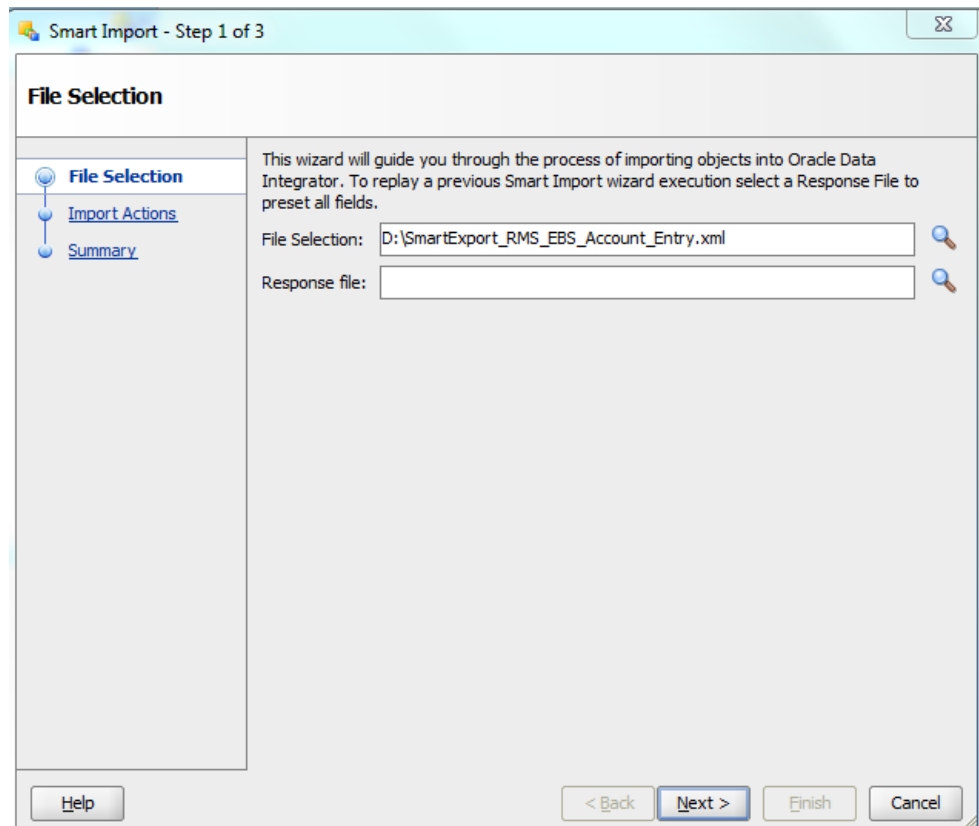 Smart Import - Step 1 of 3
File Selection
File Selection
Import Actions
Summary
This wizard will guide you through the process of importing objects into Oracle Data
Integrator. To replay a previous Smart Import wizard execution select a Response File to
preset all fields.
File Selection: D:\SmartExport_RMS_EBS_Account_Entry.xml
Response file:
Help < Back Next > Finish Cancel